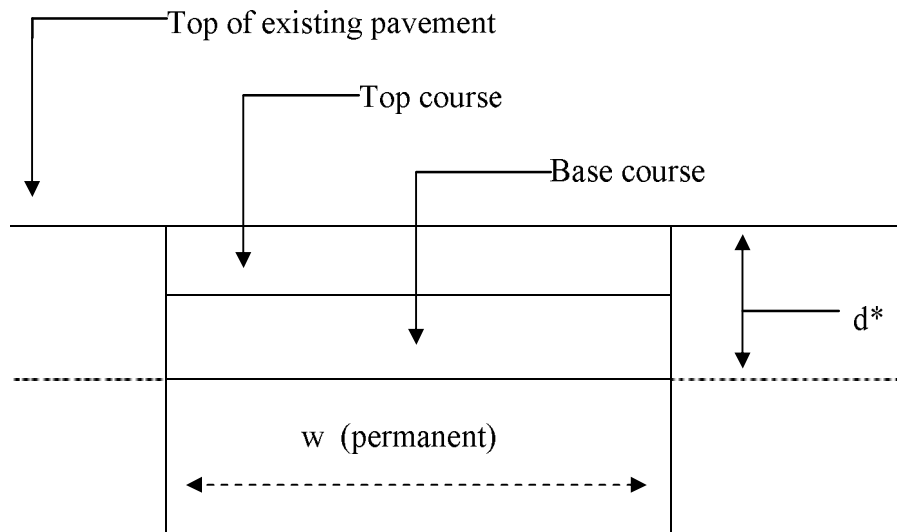 Top of existing pavement
Top course
Base course
d*
w (permanent)